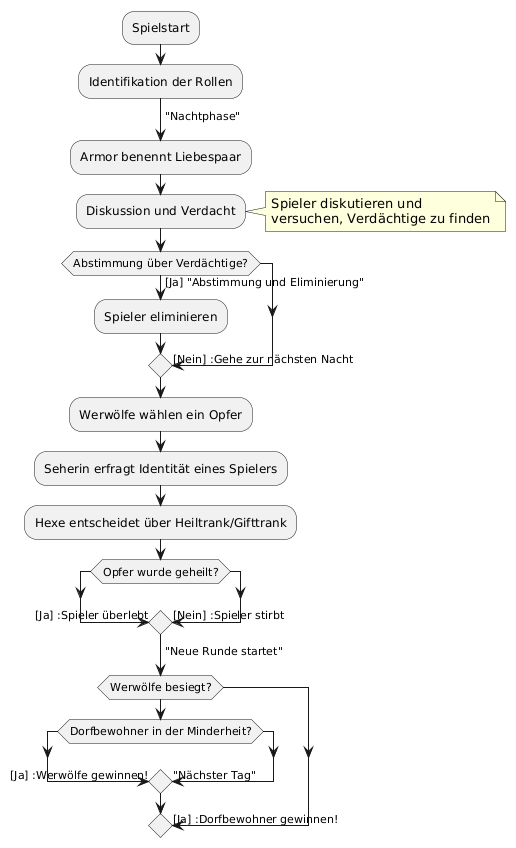 Spielstart
Identifikation der Rollen
"Nachtphase"
Armor benennt Liebespaar
Diskussion und Verdacht
Spieler diskutieren und
versuchen, Verdächtige zu finden
Abstimmung über Verdächtige?
[Ja] "Abstimmung und Eliminierung"
Spieler eliminieren
[Nein] :Gehe zur nächsten Nacht
Werwölfe wählen ein Opfer
Seherin erfragt Identität eines Spielers
Hexe entscheidet über Heiltrank/Gifttrank
Opfer wurde geheilt?
[Ja] :Spieler überlebt
[Nein] :Spieler stirbt
"Neue Runde startet"
Werwölfe besiegt?
Dorfbewohner in der Minderheit?
[Ja] :Werwölfe gewinnen!
"Nächster Tag"
[Ja] :Dorfbewohner gewinnen!